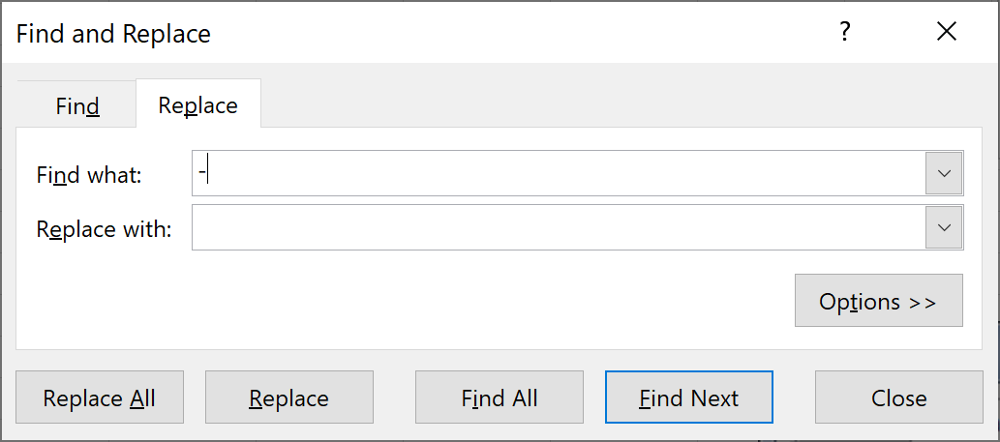 Find and Replace ?
Find Replace
Find what: -
Replace with:
Options >>
Replace All Replace Find All Find Next Close